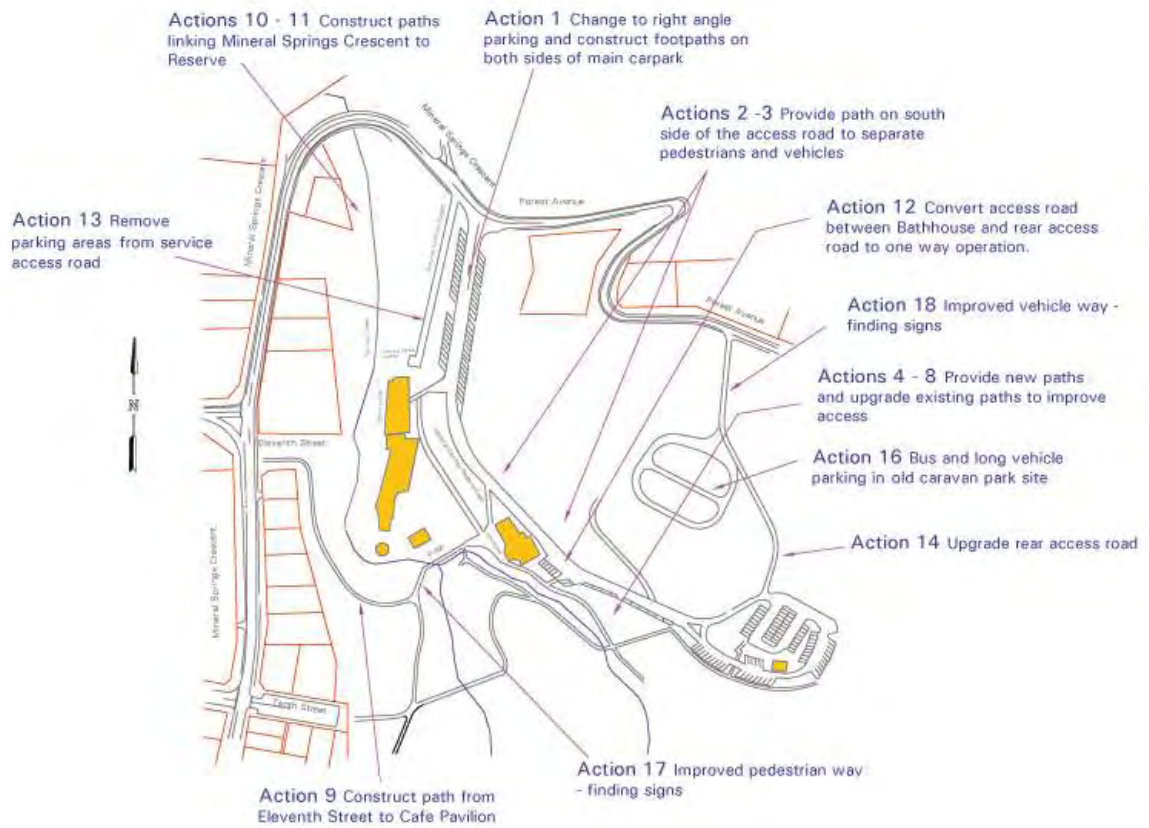 Actions 10 - 11 Construct paths
linking Mineral Springs Crescent to
Reserve
Action 1 Change to right angle
parking and construct footpaths on
both sides of main carpark
Actions 2 -3 Provide path on south
side of the access road to separate
pedestrians and vehicles
Mineral Springs Crescent
Forest Avenue
Action 13 Remove
parking areas from service
access road
Mineral Springs Crescent
Action 12 Convert access road
between Bathhouse and rear access
road to one way operation.
Forest Avenue
Action 18 Improved vehicle way -
finding signs
Actions 4 - 8 Provide new paths
and upgrade existing paths to improve
access
Eleventh Street
Action 16 Bus and long vehicle
parking in old caravan park site
Action 14 Upgrade rear access road
Mineral Springs Crescent
Tenth Street
Action 17 Improved pedestrian way
- finding signs
Action 9 Construct path from
Eleventh Street to Cafe Pavilion